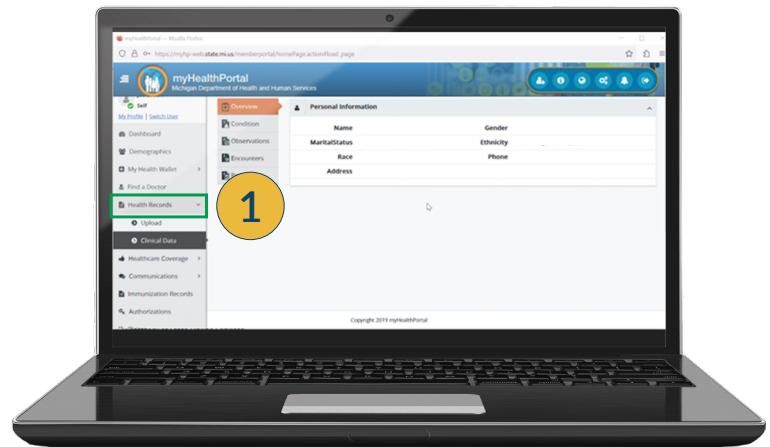 myHealthPortal — Mozilla Firefox
https://myhp-web.state.mi.us/memberportal/homePage.action#load_page
myHealthPortal
Michigan Department of Health and Human Services
Self
My Profile | Switch User
Dashboard
Demographics
My Health Wallet
Find a Doctor
Health Records
Upload
Clinical Data
Healthcare Coverage
Communications
Immunization Records
Authorizations
Overview
Condition
Observations
Encounters
1
Personal Information
Name Gender
MaritalStatus Ethnicity
Race Phone
Address
Copyright 2019 myHealthPortal